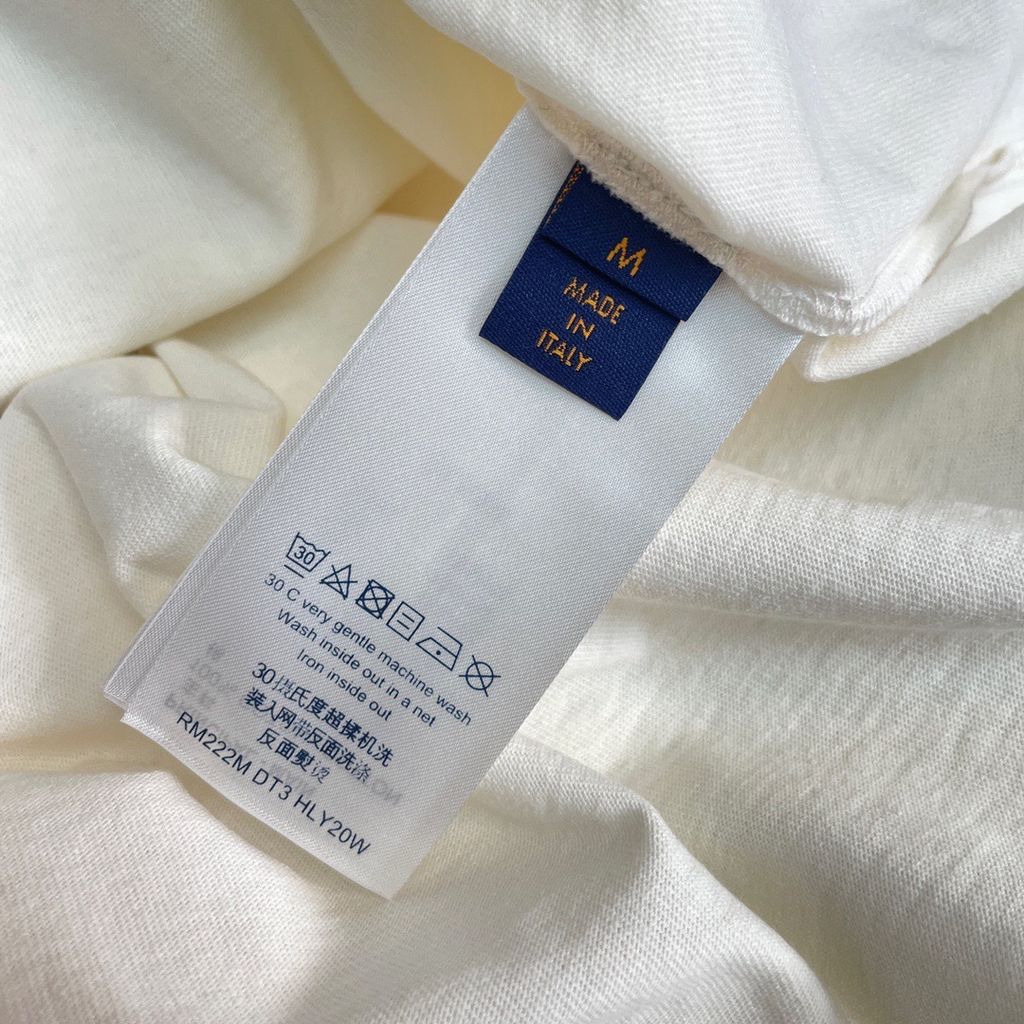 M
MADE
IN
ITALY
30
30 C very gentle machine wash
Wash inside out in a net
Iron inside out
30摄氏度超揉机洗
装入网带反面洗涤
反面熨烫
RM222M DT3 HLY20W